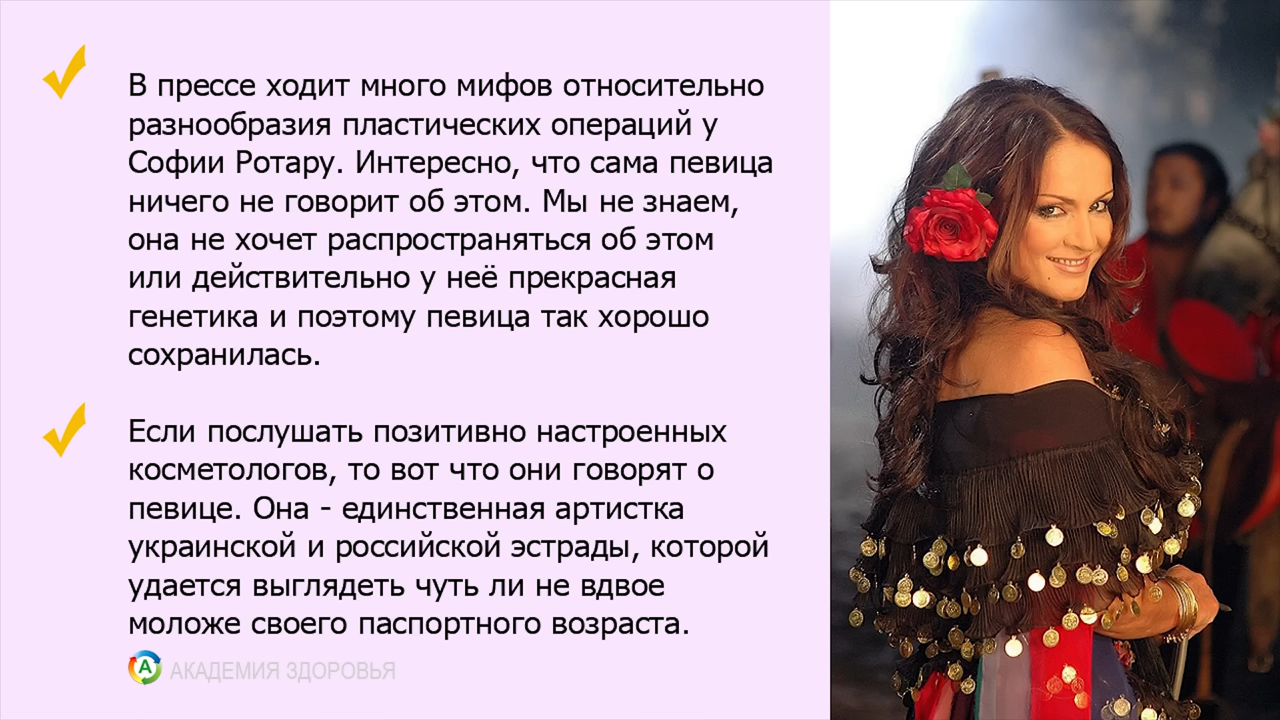 В прессе ходит много мифов относительно
разнообразия пластических операций у
Софии Ротару. Интересно, что сама певица
ничего не говорит об этом. Мы не знаем,
она не хочет распространяться об этом
или действительно у неё прекрасная
генетика и поэтому певица так хорошо
сохранилась.
Если послушать позитивно настроенных
косметологов, то вот что они говорят о
певице. Она - единственная артистка
украинской и российской эстрады, которой
удается выглядеть чуть ли не вдвое
моложе своего паспортного возраста.
А АКАДЕМИЯ ЗДОРОВЬЯ